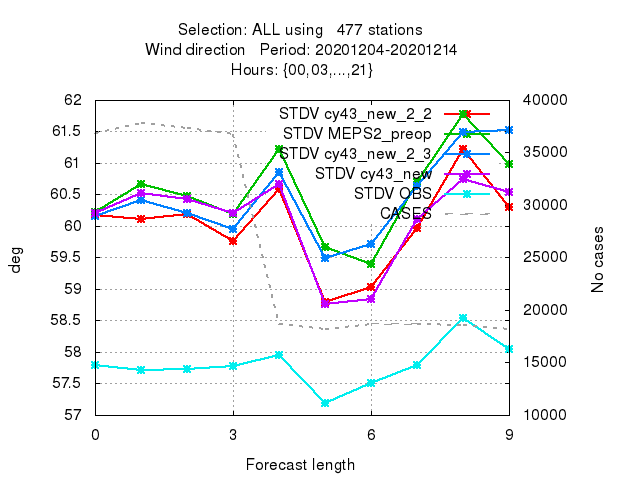 Selection: ALL using 477 stations
Wind direction Period: 20201204-20201214
Hours: {00,03,...,21}
STDV cy43_new_2_2
STDV MEPS2_preop
STDV cy43_new_2_3
STDV cy43_new
STDV OBS
CASES
62
61.5
61
60.5
60
59.5
59
58.5
58
57.5
57
deg
40000
35000
30000
25000
20000
15000
10000
No cases
0 3 6 9
Forecast length